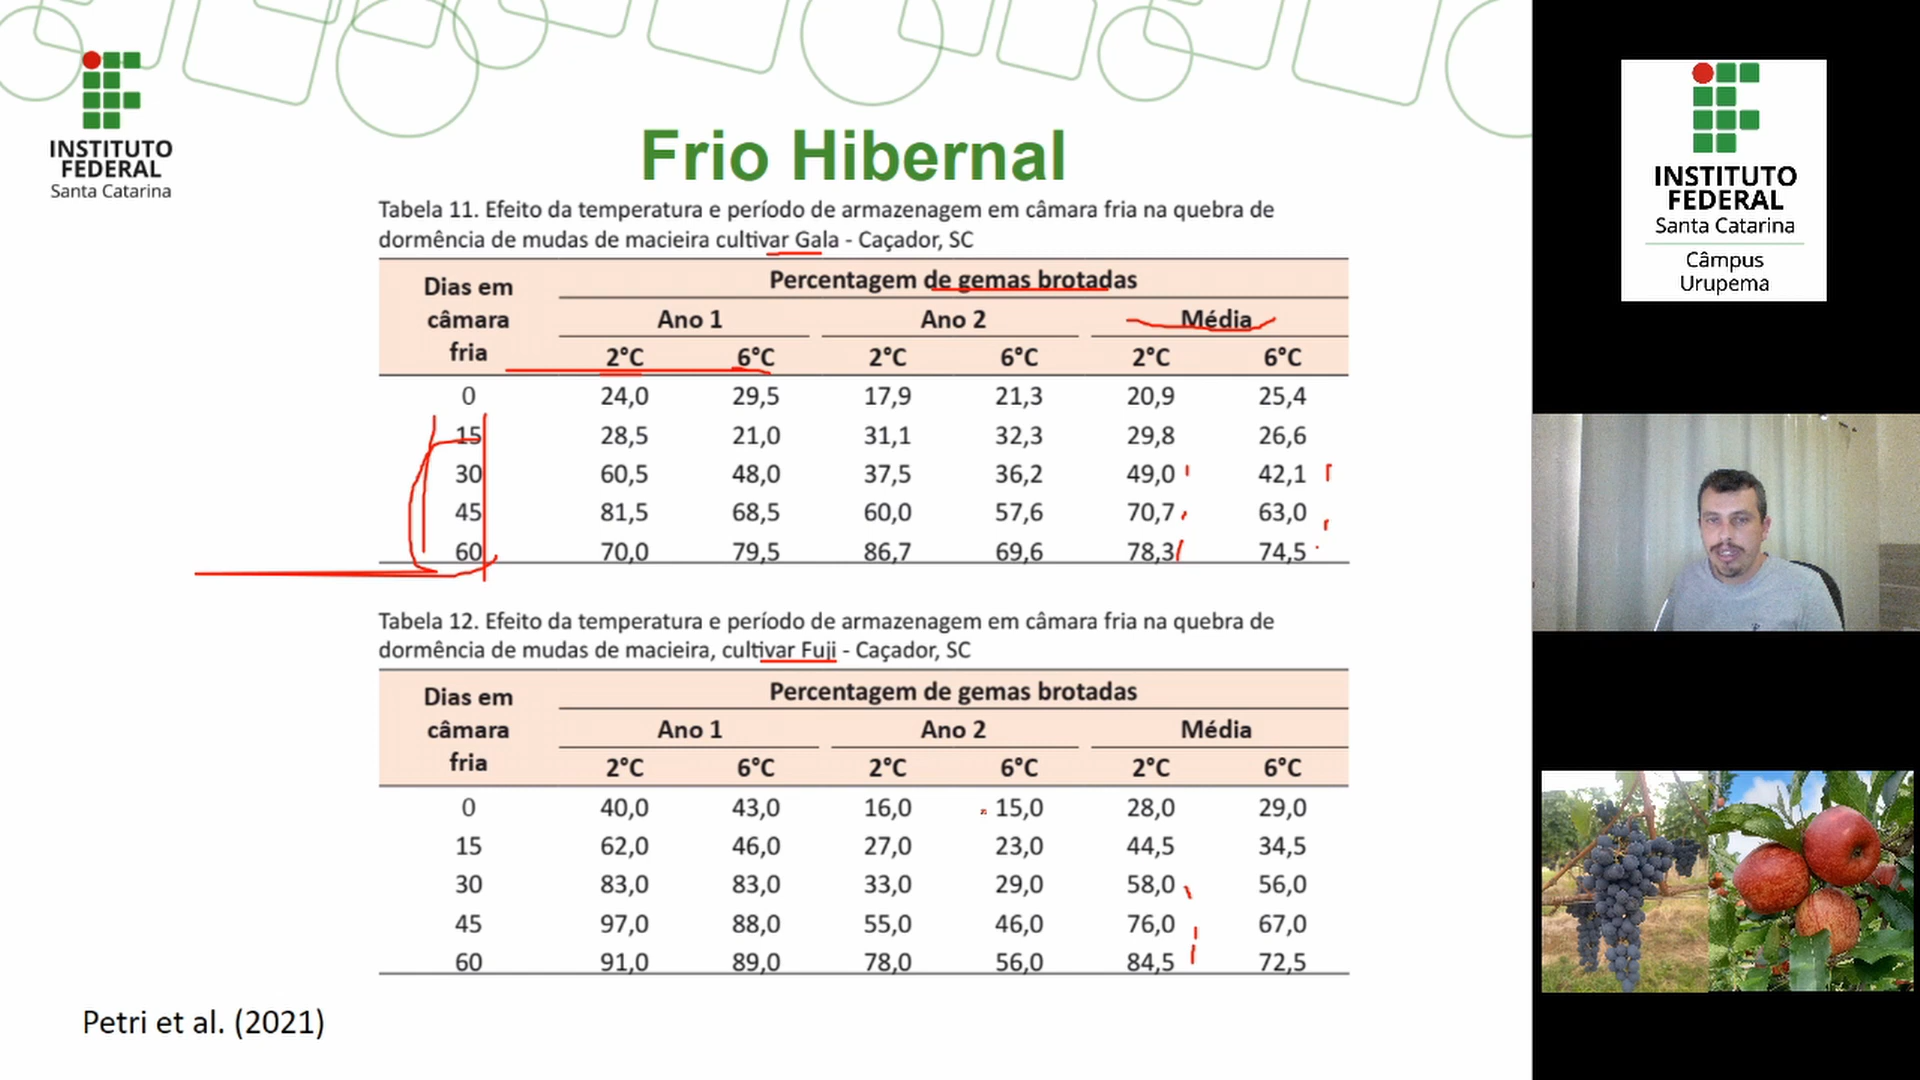 INSTITUTO
FEDERAL
Santa Catarina
Frio Hibernal
Tabela 11. Efeito da temperatura e período de armazenagem em câmara fria na quebra de
dormência de mudas de macieira cultivar Gala - Caçador, SC
Dias em câmara fria
Percentagem de gemas brotadas
Ano 1 Ano 2 Média
2°C 6°C 2°C 6°C 2°C 6°C
0 24,0 29,5 17,9 21,3 20,9 25,4
15 28,5 21,0 31,1 32,3 29,8 26,6
30 60,5 48,0 37,5 36,2 49,0 42,1
45 81,5 68,5 60,0 57,6 70,7 63,0
60 70,0 79,5 86,7 69,6 78,3 74,5
Tabela 12. Efeito da temperatura e período de armazenagem em câmara fria na quebra de
dormência de mudas de macieira, cultivar Fuji - Caçador, SC
Dias em câmara fria
Percentagem de gemas brotadas
Ano 1 Ano 2 Média
2°C 6°C 2°C 6°C 2°C 6°C
0 40,0 43,0 16,0 15,0 28,0 29,0
15 62,0 46,0 27,0 23,0 44,5 34,5
30 83,0 83,0 33,0 29,0 58,0 56,0
45 97,0 88,0 55,0 46,0 76,0 67,0
60 91,0 89,0 78,0 56,0 84,5 72,5
Petri et al. (2021)
INSTITUTO
FEDERAL
Santa Catarina
Câmpus
Urupema